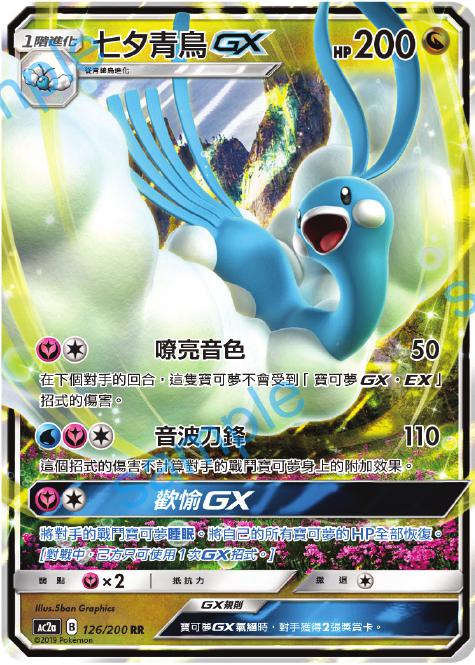 1階進化 七夕青鳥GX HP200
從青綿鳥進化
嘹亮音色 50
在下個對手的回合,這隻寶可夢不會受到「寶可夢GX・EX」
招式的傷害。
音波刀鋒 110
這個招式的傷害不計算對手的戰鬥寶可夢身上的附加效果。
歡愉GX
將對手的戰鬥寶可夢睡眠。將自己的所有寶可夢的HP全部恢復。
[對戰中,己方只可使用1次GX招式。]
弱點 ×2 抵抗力 撤退
Illus.5ban Graphics
GX規則
AC2a B 126/200 RR
寶可夢GX氣絕時,對手獲得2張獎賞卡。
©2019 Pokémon
sample